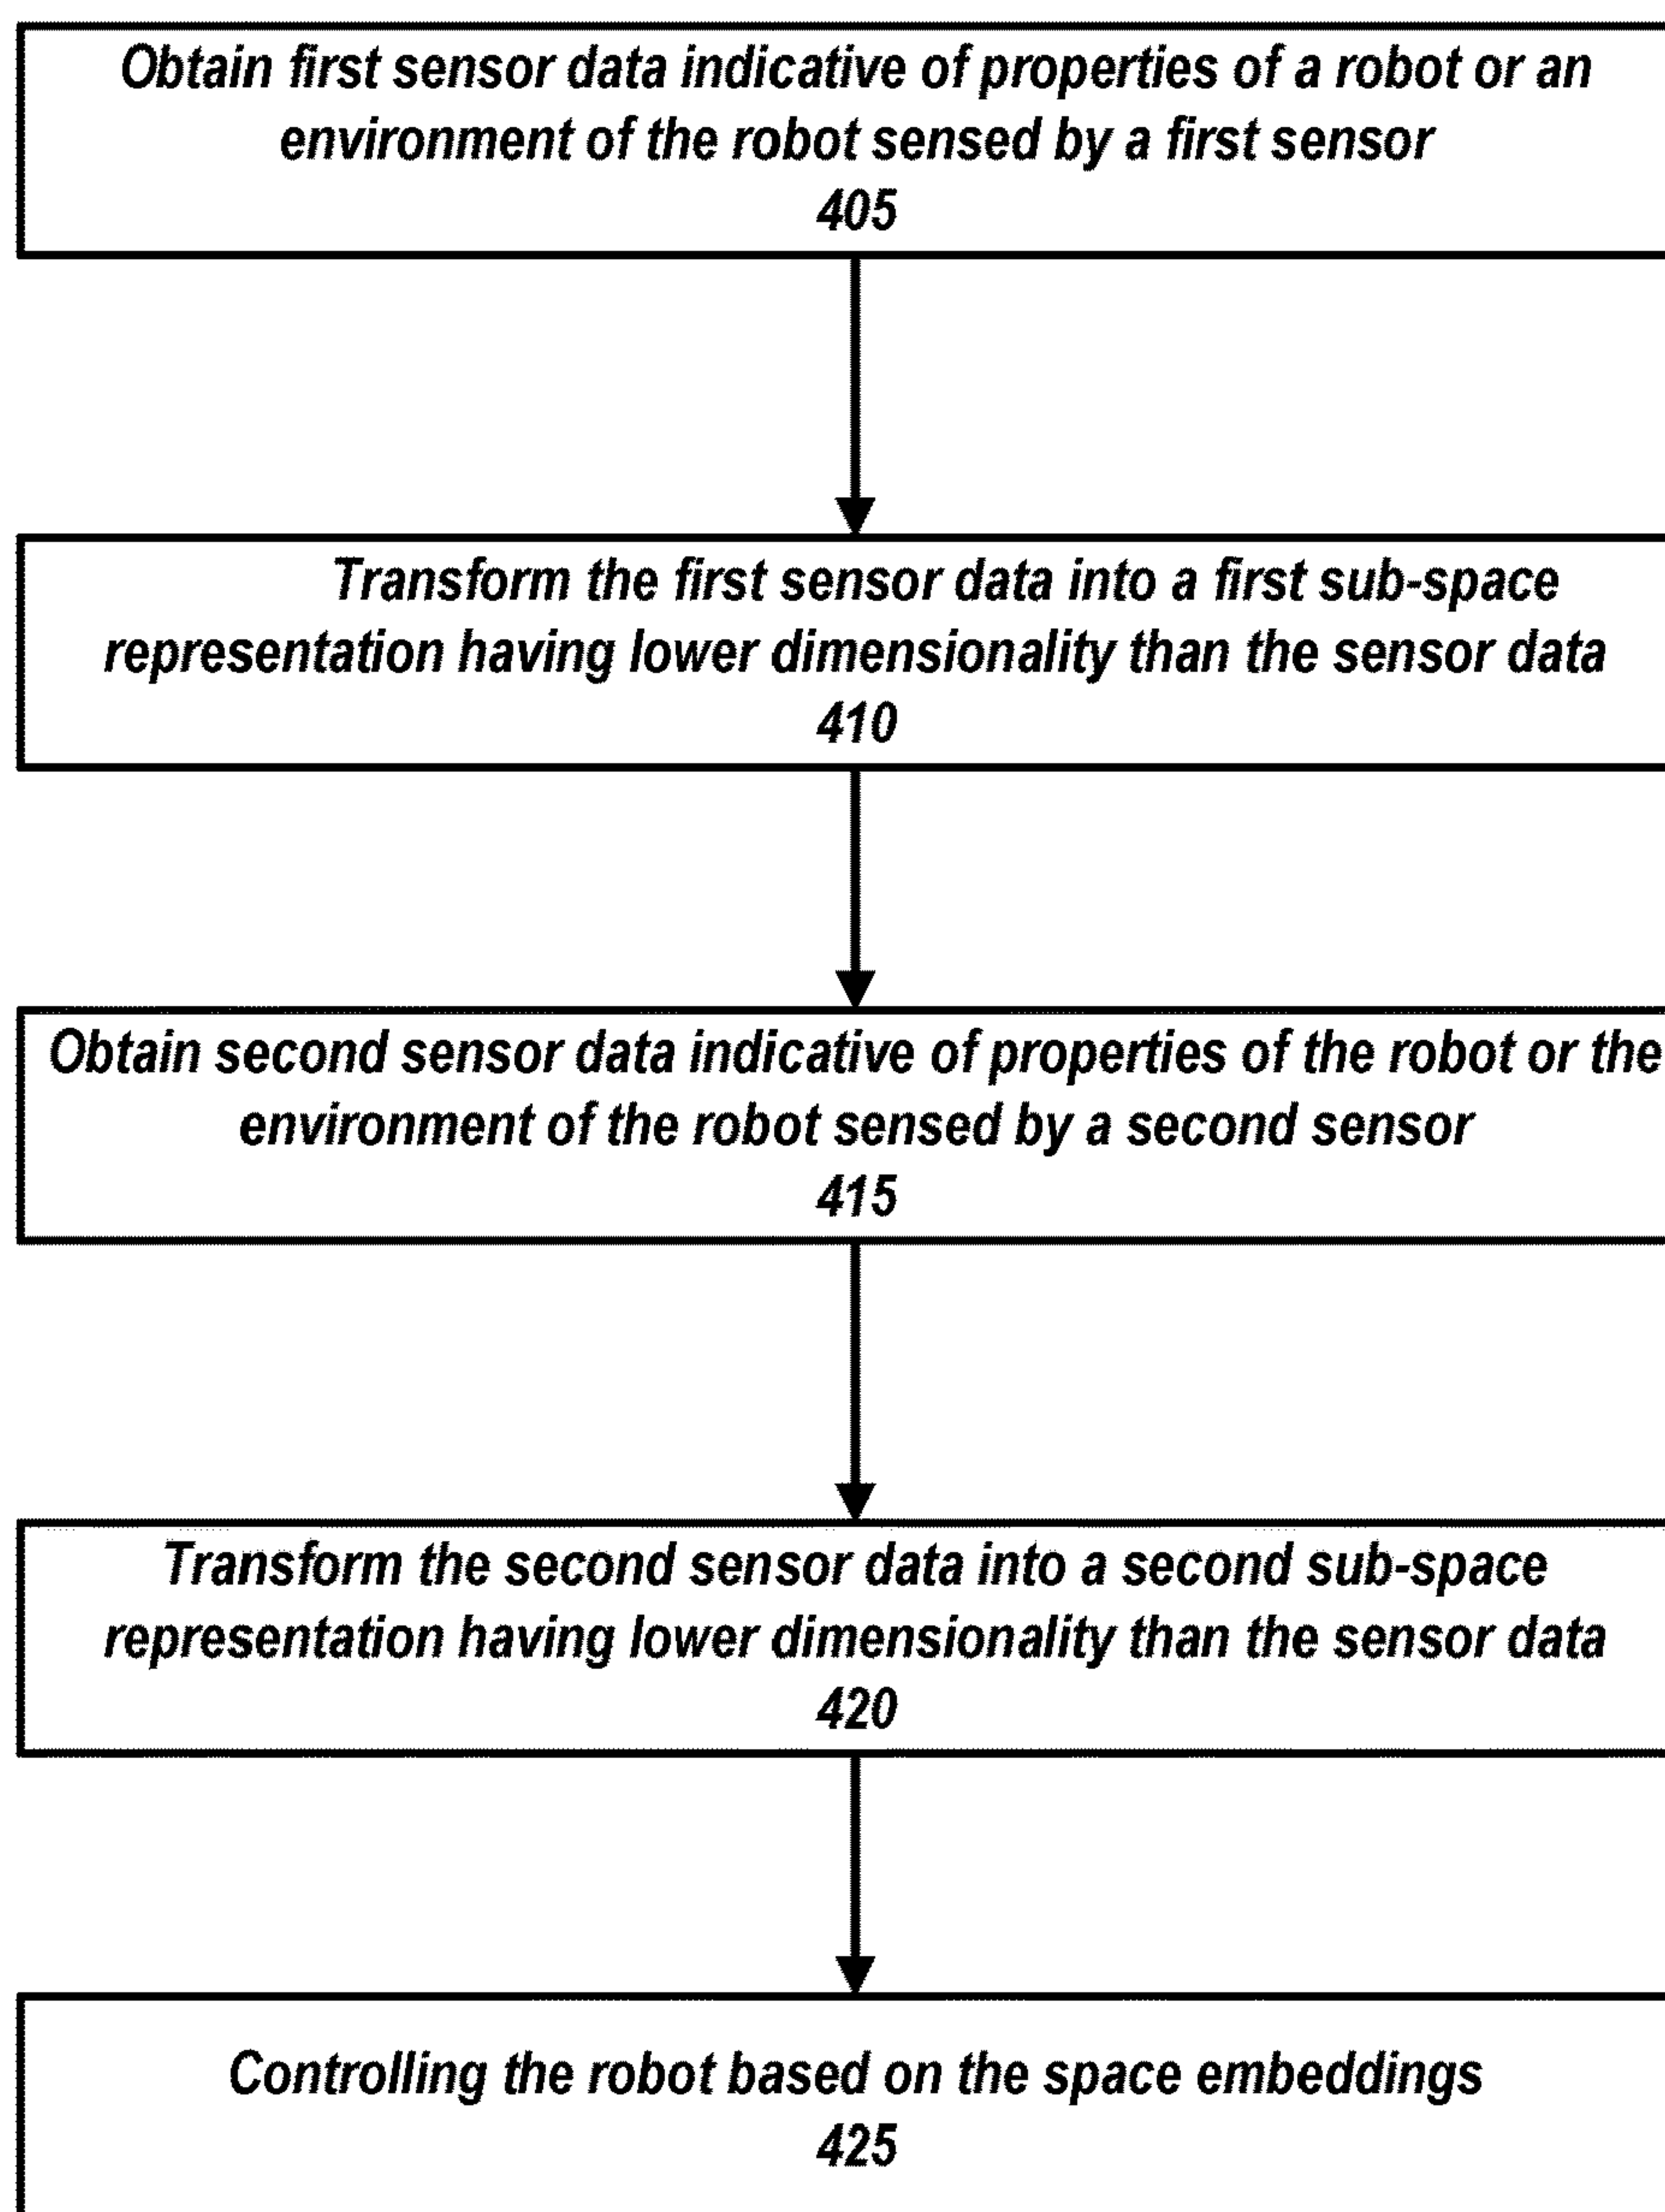 Obtain first sensor data indicative of properties of a robot or an
environment of the robot sensed by a first sensor
405
Transform the first sensor data into a first sub-space
representation having lower dimensionality than the sensor data
410
Obtain second sensor data indicative of properties of the robot or the
environment of the robot sensed by a second sensor
415
Transform the second sensor data into a second sub-space
representation having lower dimensionality than the sensor data
420
Controlling the robot based on the space embeddings
425